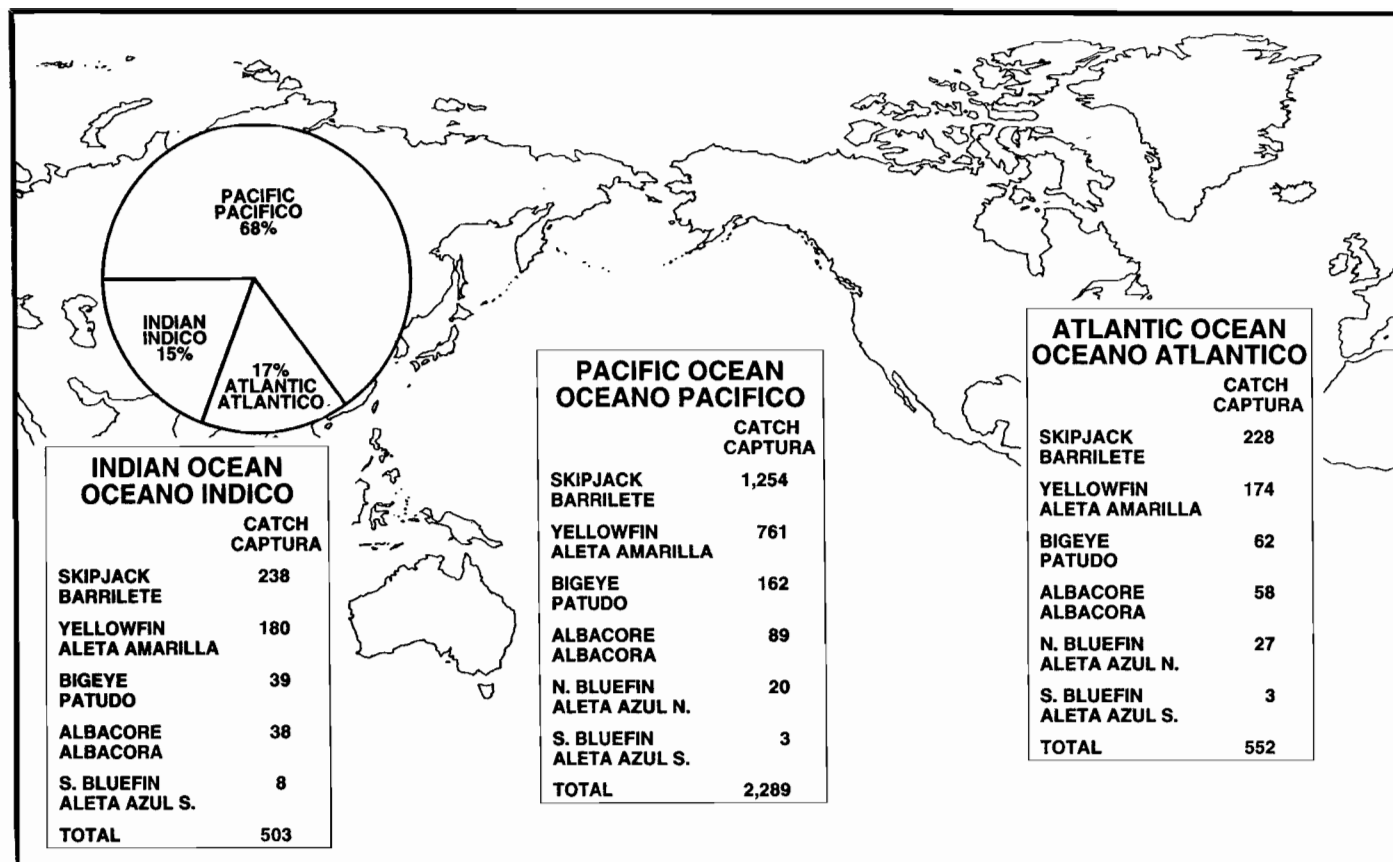 PACIFIC
PACIFICO
68%
INDIAN
INDICO
15%
17%
ATLANTIC
ATLANTICO
INDIAN OCEAN
OCEANO INDICO
CATCH
CAPTURA
SKIPJACK 238
BARRILETE
YELLOWFIN 180
ALETA AMARILLA
BIGEYE 39
PATUDO
ALBACORE 38
ALBACORA
S. BLUEFIN 8
ALETA AZUL S.
TOTAL 503
PACIFIC OCEAN
OCEANO PACIFICO
CATCH
CAPTURA
SKIPJACK 1,254
BARRILETE
YELLOWFIN 761
ALETA AMARILLA
BIGEYE 162
PATUDO
ALBACORE 89
ALBACORA
N. BLUEFIN 20
ALETA AZUL N.
S. BLUEFIN 3
ALETA AZUL S.
TOTAL 2,289
ATLANTIC OCEAN
OCEANO ATLANTICO
CATCH
CAPTURA
SKIPJACK 228
BARRILETE
YELLOWFIN 174
ALETA AMARILLA
BIGEYE 62
PATUDO
ALBACORE 58
ALBACORA
N. BLUEFIN 27
ALETA AZUL N.
S. BLUEFIN 3
ALETA AZUL S.
TOTAL 552